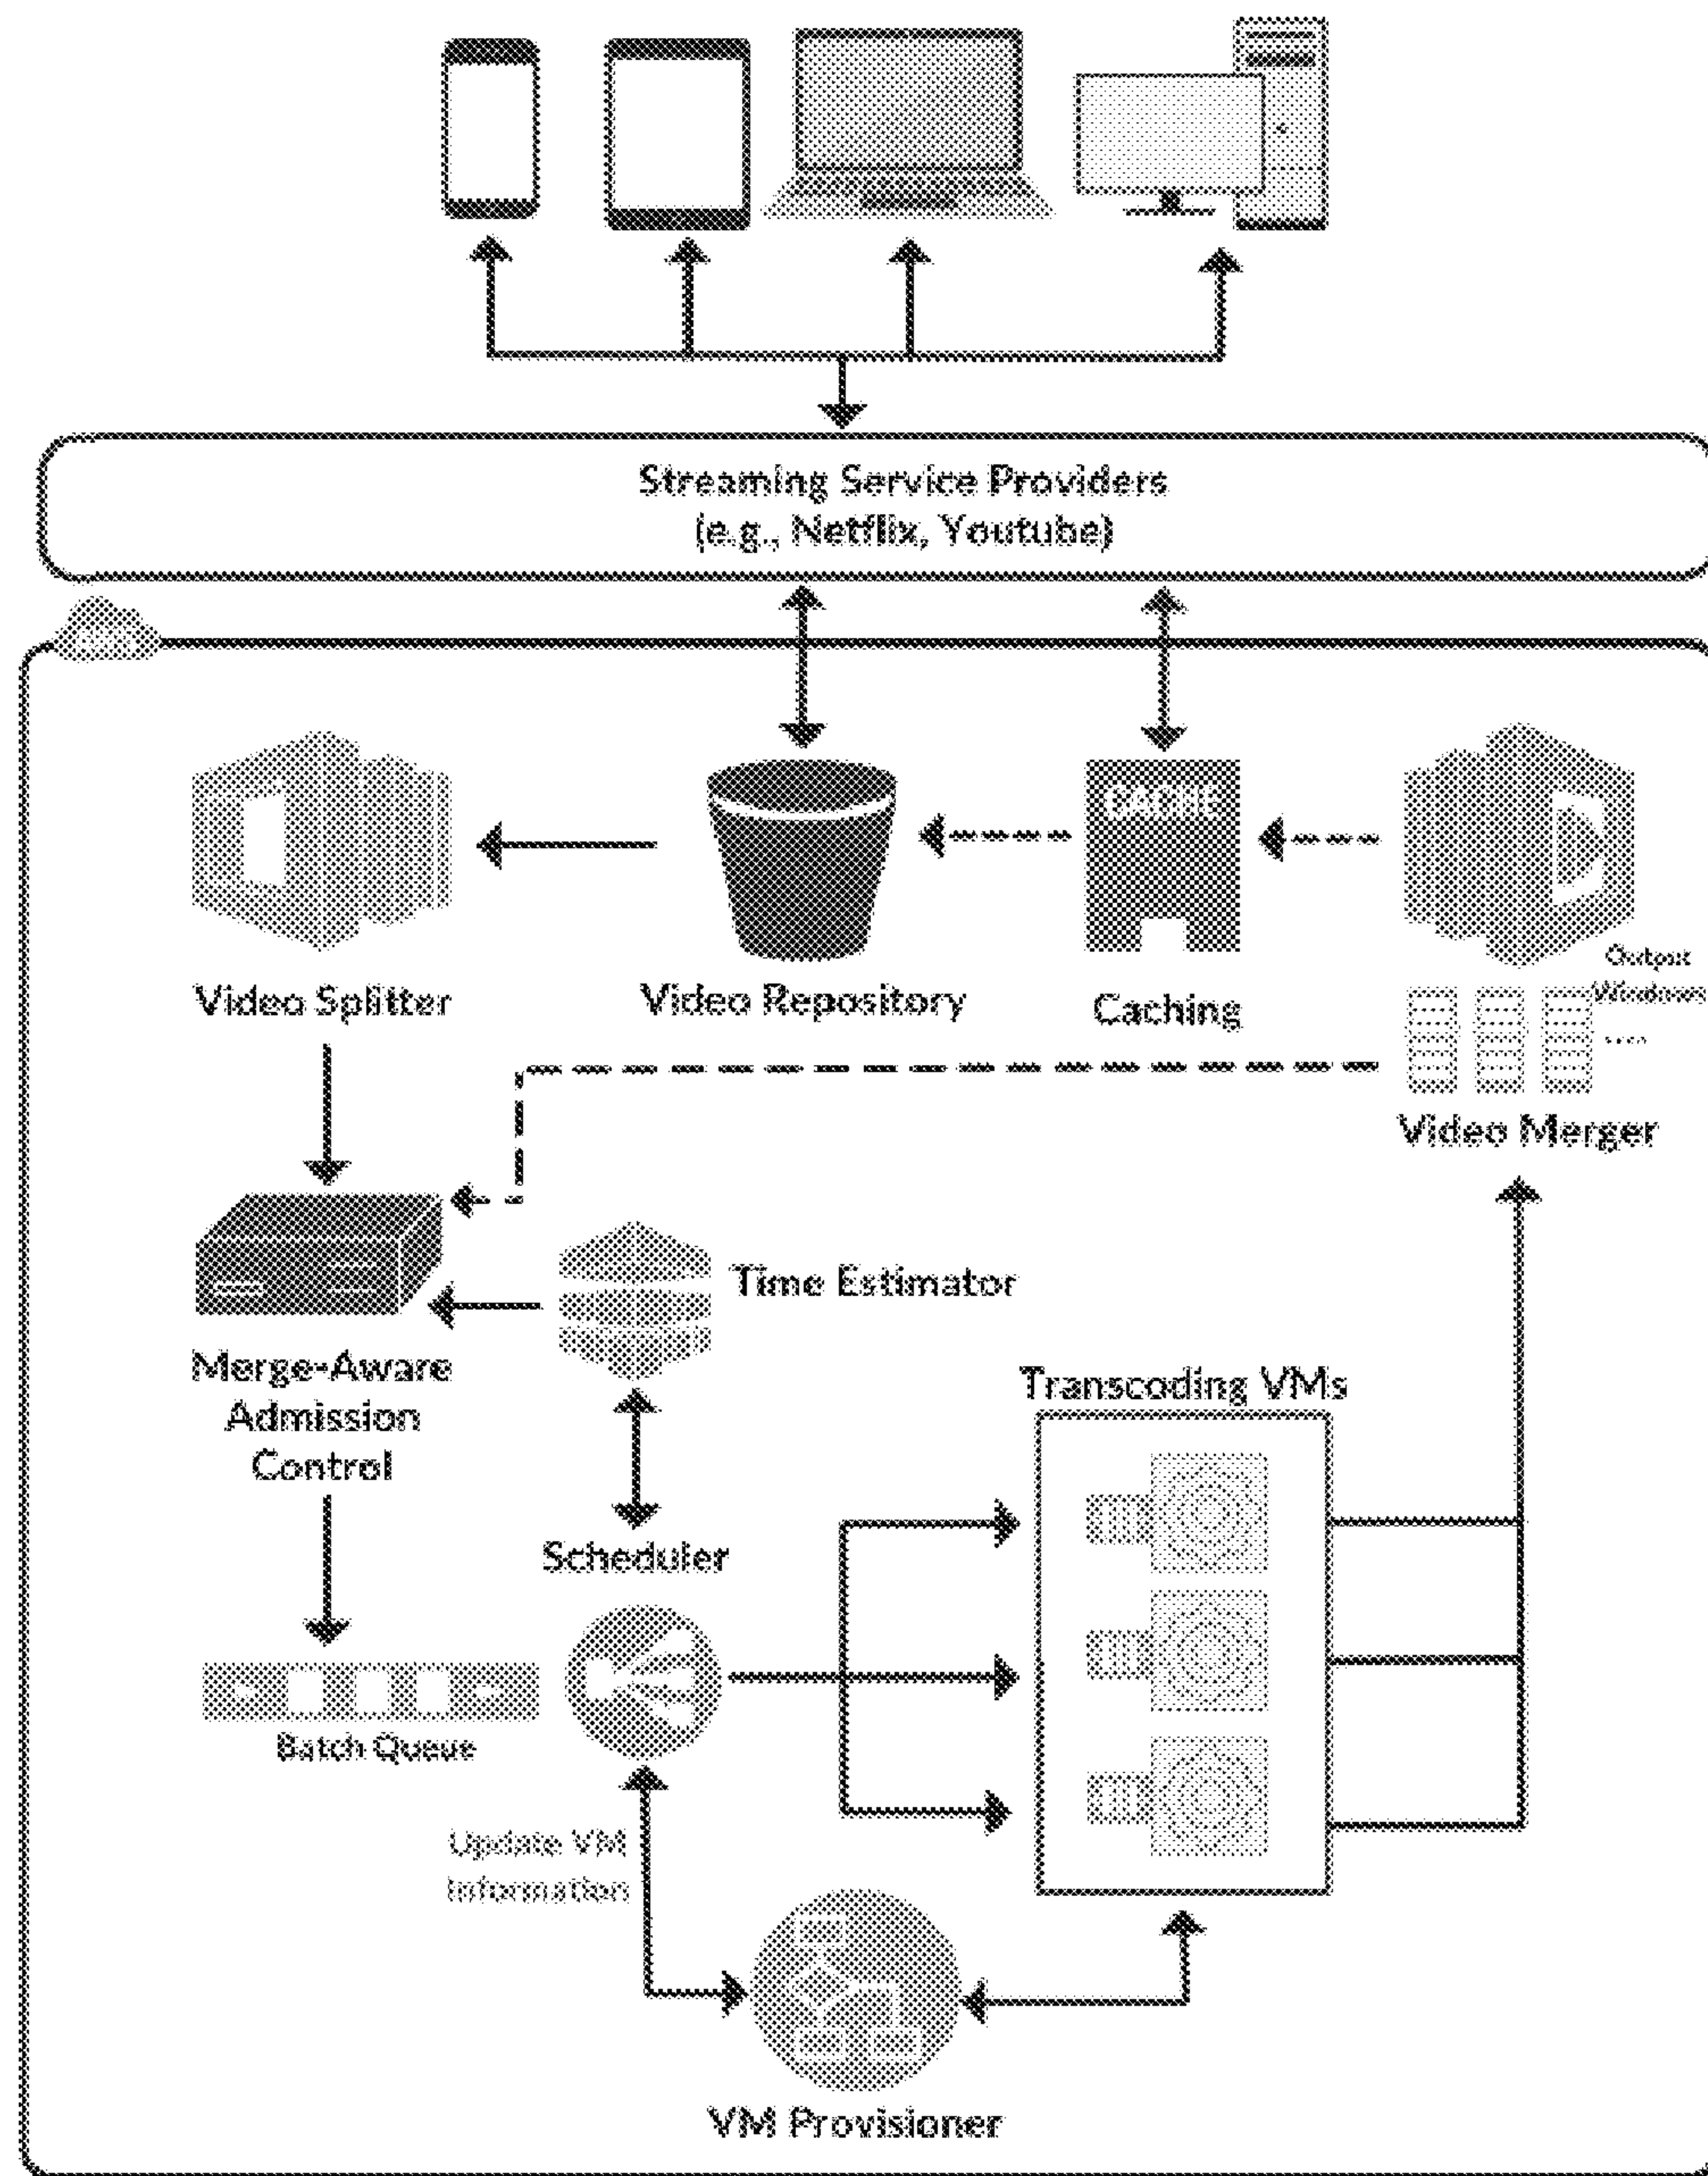 Streaming Service Providers
(e.g., Netflix, Youtube)
CACHE
Video Splitter
Video Repository
Caching
Output
Windows
....
Video Merger
Time Estimator
Merge-Aware
Admission
Control
Transcoding VMs
Scheduler
Batch Queue
Update VM
Information
VM Provisioner